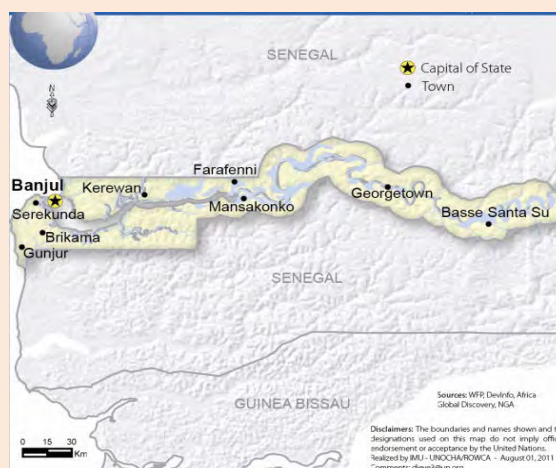 SENEGAL
Capital of State
Town
N
Farafenni
Banjul
Kerewan
Georgetown
Serekunda
Mansakonko
Basse Santa Su
Brikama
Gunjur
SENEGAL
GUINEA BISSAU
Sources: WFP, DevInfo, Africa
Global Discovery, NGA
Disclaimers: The boundaries and names shown and t
designations used on this map do not imply offic
endorsement or acceptance by the United Nations.
Realized by IMU - UNOCHA/ROWCA - August 01, 2011
0 15 30
Km